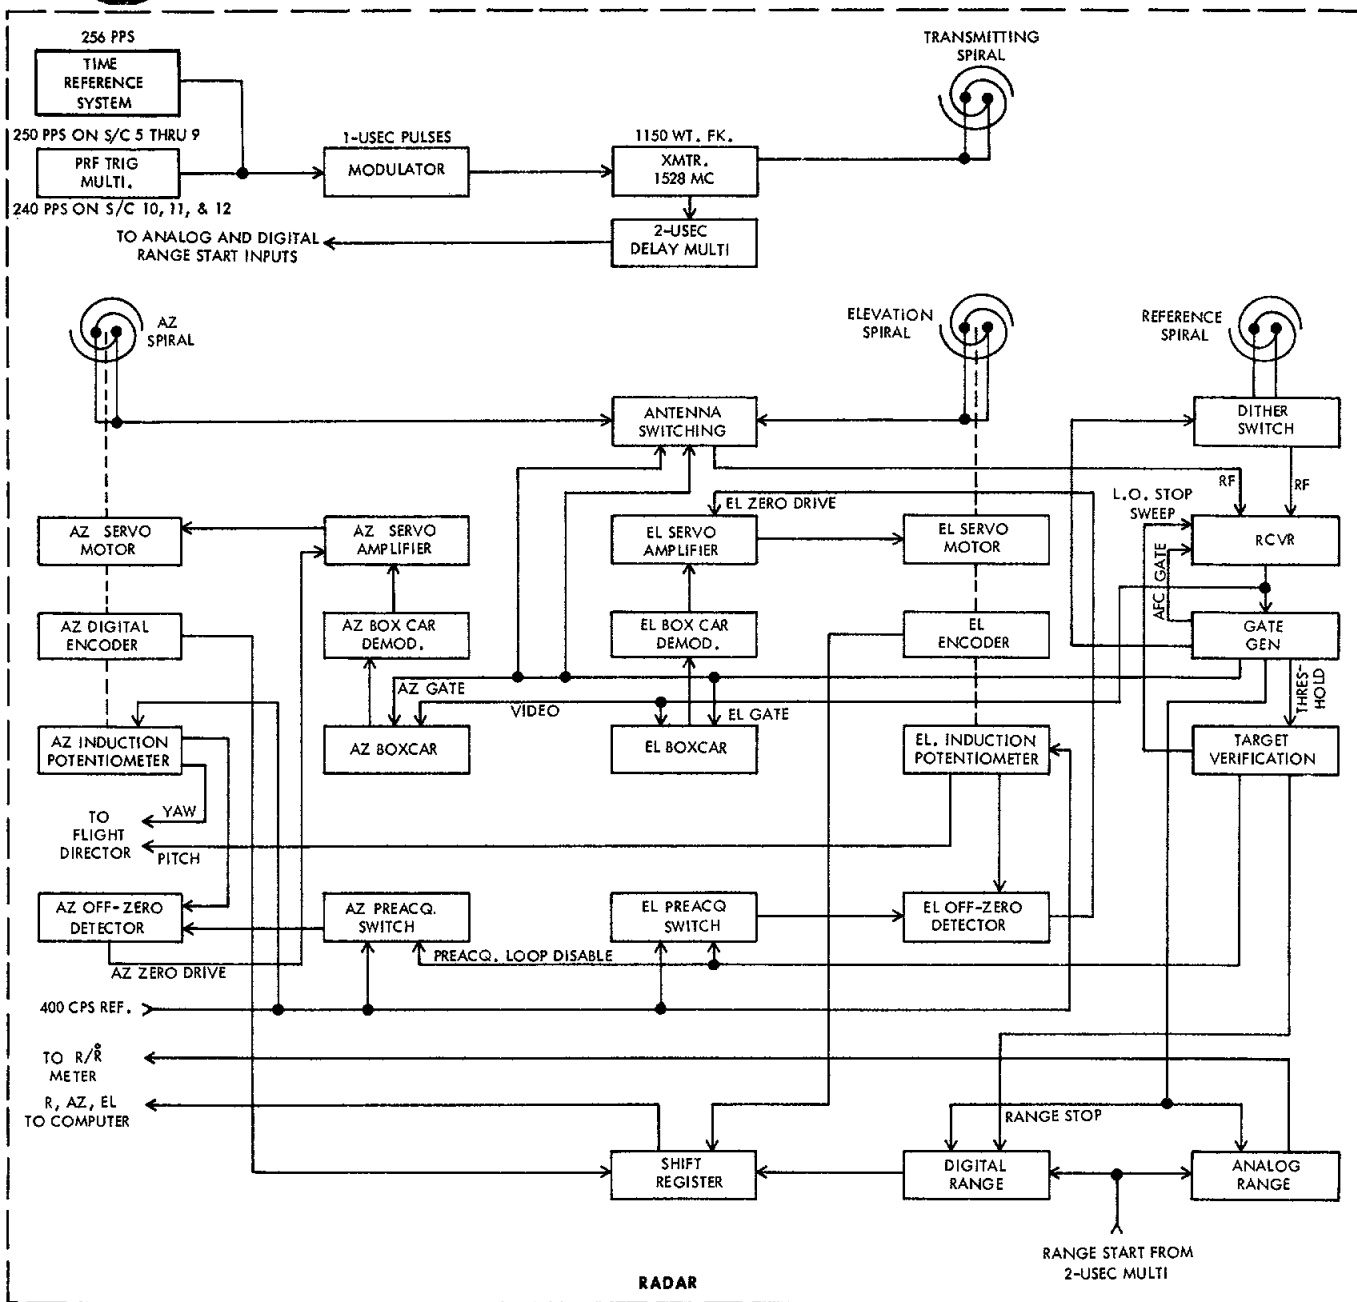 256 PPS
TIME
REFERENCE
SYSTEM
250 PPS ON S/C 5 THRU 9
PRF TRIG
MULTI.
240 PPS ON S/C 10, 11, & 12
1-USEC PULSES
MODULATOR
1150 WT. FK.
XMTR.
1528 MC
2-USEC
DELAY MULTI
TO ANALOG AND DIGITAL
RANGE START INPUTS
TRANSMITTING
SPIRAL
AZ
SPIRAL
ELEVATION
SPIRAL
REFERENCE
SPIRAL
ANTENNA
SWITCHING
DITHER
SWITCH
RF
RF
L.O. STOP
SWEEP
EL ZERO DRIVE
AZ SERVO
MOTOR
AZ SERVO
AMPLIFIER
EL SERVO
AMPLIFIER
EL SERVO
MOTOR
RCVR
AFC GATE
AZ DIGITAL
ENCODER
AZ BOX CAR
DEMOD.
EL BOX CAR
DEMOD.
EL
ENCODER
GATE
GEN
THRES-
HOLD
AZ GATE
VIDEO
EL GATE
AZ INDUCTION
POTENTIOMETER
AZ BOXCAR
EL BOXCAR
EL. INDUCTION
POTENTIOMETER
TARGET
VERIFICATION
YAW
TO
FLIGHT
DIRECTOR
PITCH
AZ OFF-ZERO
DETECTOR
AZ PREACQ.
SWITCH
EL PREACQ
SWITCH
EL OFF-ZERO
DETECTOR
AZ ZERO DRIVE
PREACQ. LOOP DISABLE
400 CPS REF.
TO R/Ṙ
METER
R, AZ, EL
TO COMPUTER
RANGE STOP
SHIFT
REGISTER
DIGITAL
RANGE
ANALOG
RANGE
RANGE START FROM
2-USEC MULTI
RADAR